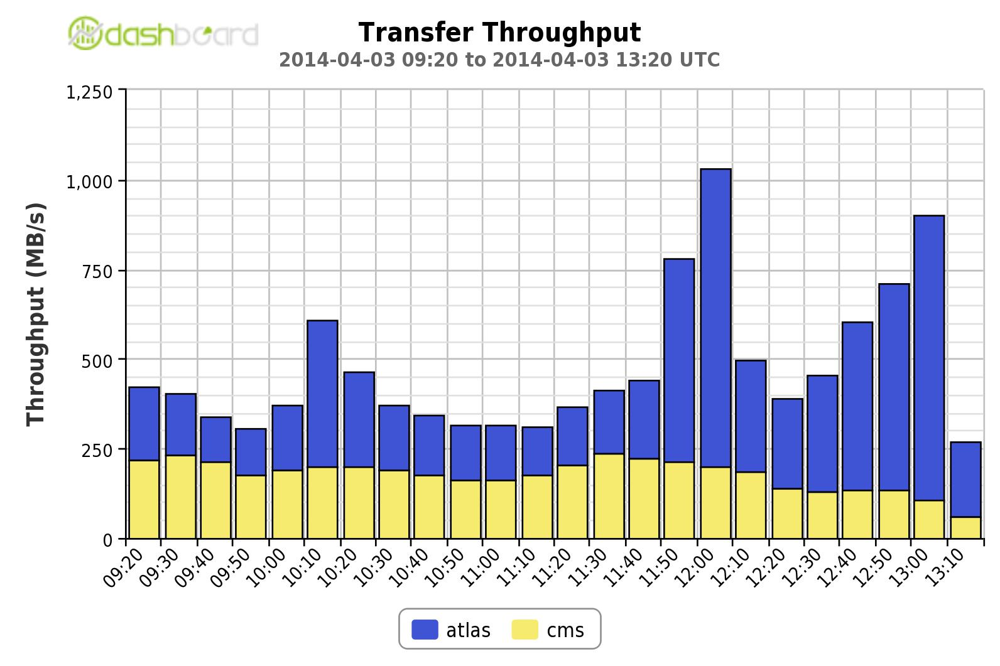 dashboard
Transfer Throughput
2014-04-03 09:20 to 2014-04-03 13:20 UTC
Throughput (MB/s)
1,250
1,000
750
500
250
0
09:20 09:30 09:40 09:50 10:00 10:10 10:20 10:30 10:40 10:50 11:00 11:10 11:20 11:30 11:40 11:50 12:00 12:10 12:20 12:30 12:40 12:50 13:00 13:10
atlas cms